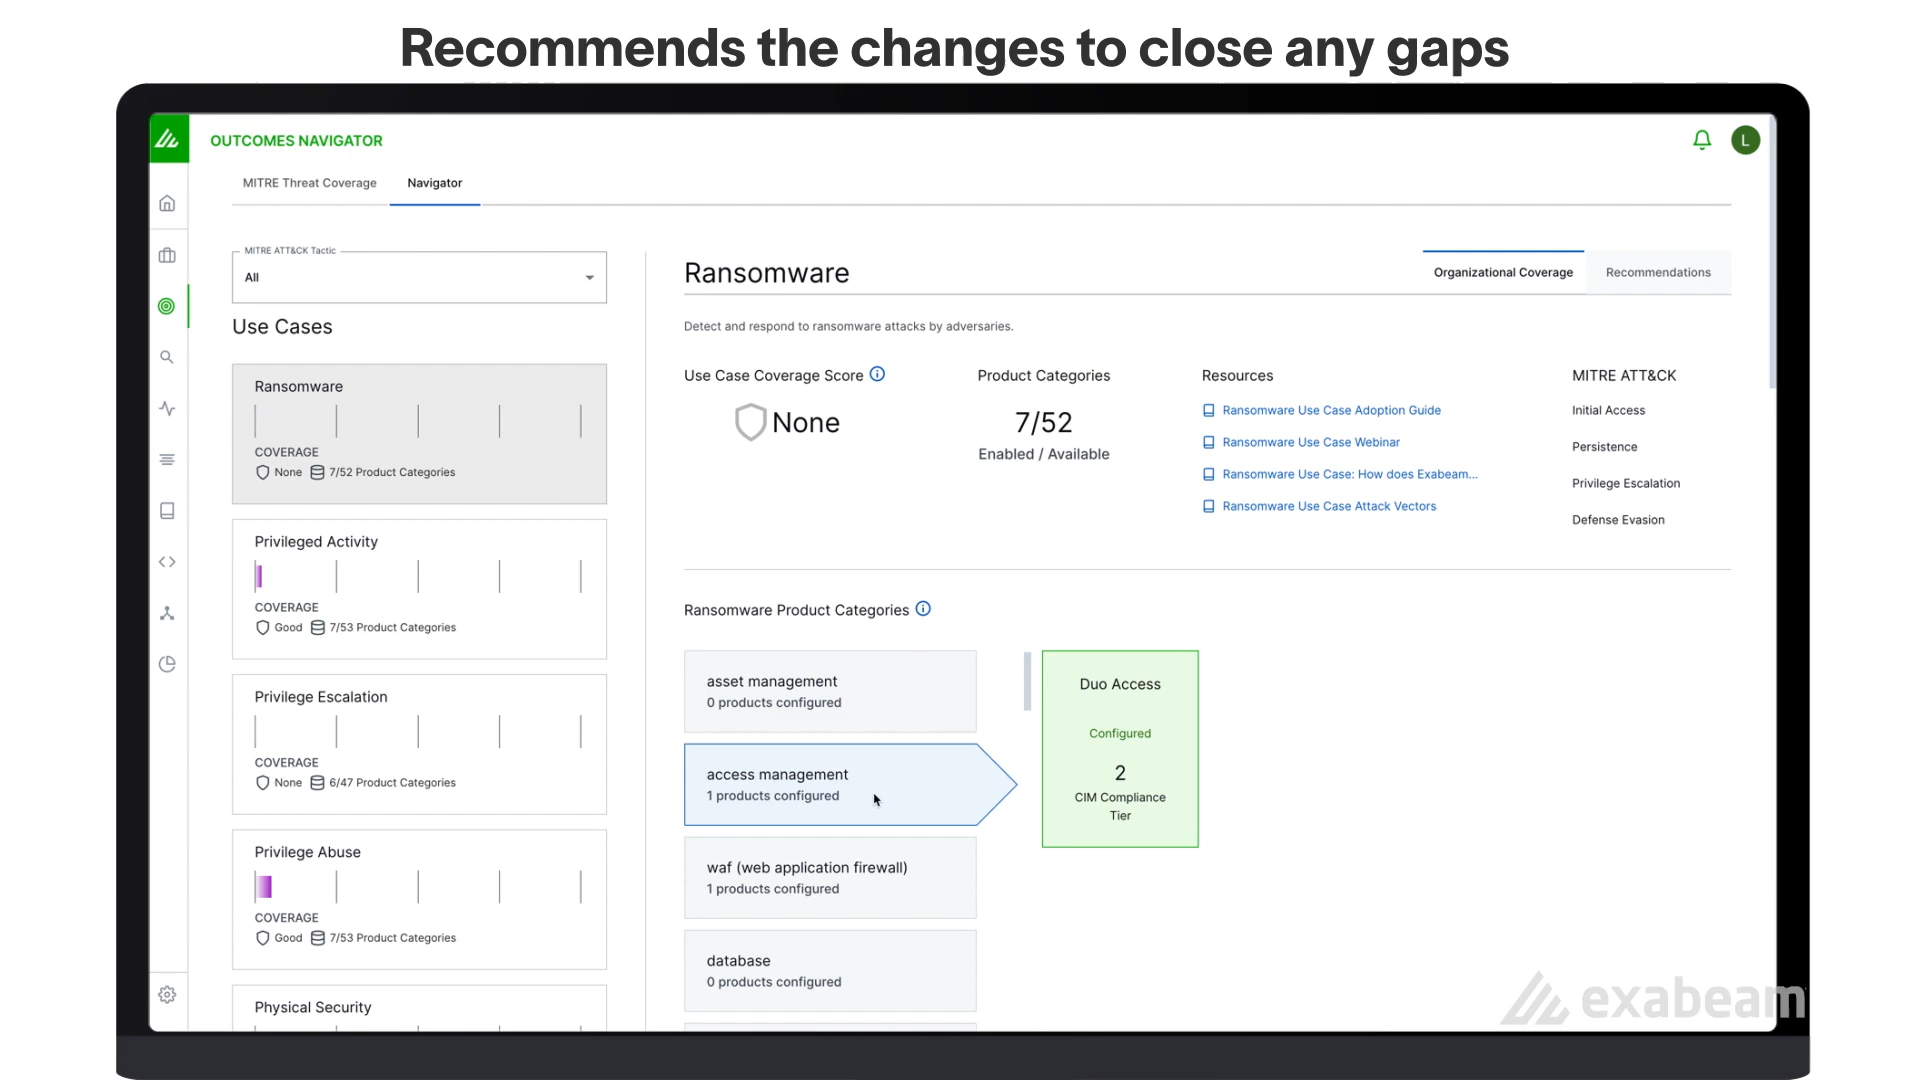 Recommends the changes to close any gaps
OUTCOMES NAVIGATOR
L
MITRE Threat Coverage
Navigator
MITRE ATT&CK Tactic
All
Use Cases
Ransomware
COVERAGE
None 7/52 Product Categories
Privileged Activity
COVERAGE
Good 7/53 Product Categories
Privilege Escalation
COVERAGE
None 6/47 Product Categories
Privilege Abuse
COVERAGE
Good 7/53 Product Categories
Physical Security
Ransomware
Organizational Coverage
Recommendations
Detect and respond to ransomware attacks by adversaries.
Use Case Coverage Score
None
Product Categories
7/52
Enabled / Available
Resources
Ransomware Use Case Adoption Guide
Ransomware Use Case Webinar
Ransomware Use Case: How does Exabeam...
Ransomware Use Case Attack Vectors
MITRE ATT&CK
Initial Access
Persistence
Privilege Escalation
Defense Evasion
Ransomware Product Categories
asset management
0 products configured
access management
1 products configured
waf (web application firewall)
1 products configured
database
0 products configured
Duo Access
Configured
2
CIM Compliance
Tier
exabeam